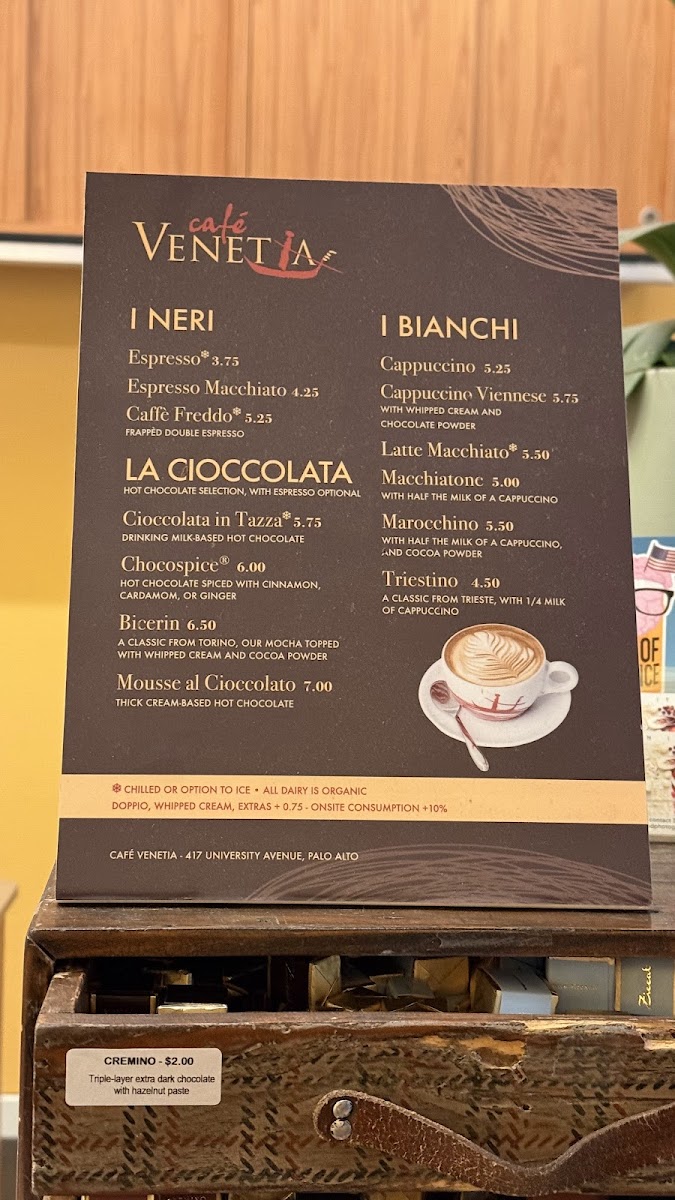 café
VENETIA
I NERI
Espresso* 3.75
Espresso Macchiato 4.25
Caffè Freddo* 5.25
FRAPPÈD DOUBLE ESPRESSO
LA CIOCCOLATA
HOT CHOCOLATE SELECTION, WITH ESPRESSO OPTIONAL
Cioccolata in Tazza* 5.75
DRINKING MILK-BASED HOT CHOCOLATE
Chocospice® 6.00
HOT CHOCOLATE SPICED WITH CINNAMON,
CARDAMOM, OR GINGER
Bicerin 6.50
A CLASSIC FROM TORINO, OUR MOCHA TOPPED
WITH WHIPPED CREAM AND COCOA POWDER
Mousse al Cioccolato 7.00
THICK CREAM-BASED HOT CHOCOLATE
I BIANCHI
Cappuccino 5.25
Cappuccino Viennese 5.75
WITH WHIPPED CREAM AND
CHOCOLATE POWDER
Latte Macchiato* 5.50
Macchiatone 5.00
WITH HALF THE MILK OF A CAPPUCCINO
Marocchino 5.50
WITH HALF THE MILK OF A CAPPUCCINO,
AND COCOA POWDER
Triestino 4.50
A CLASSIC FROM TRIESTE, WITH 1/4 MILK
OF CAPPUCCINO
* CHILLED OR OPTION TO ICE • ALL DAIRY IS ORGANIC
DOPPIO, WHIPPED CREAM, EXTRAS + 0.75 - ONSITE CONSUMPTION +10%
CAFÉ VENETIA - 417 UNIVERSITY AVENUE, PALO ALTO
OF
ICE
CREMINO - $2.00
Triple-layer extra dark chocolate
with hazelnut paste